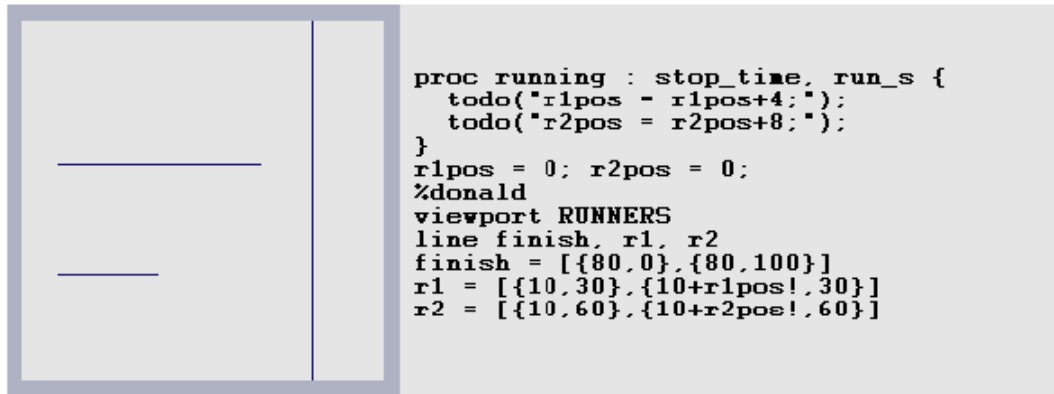 proc running : stop_time, run_s {
todo("r1pos = r1pos+4;");
todo("r2pos = r2pos+8;");
}
r1pos = 0; r2pos = 0;
%donald
viewport RUNNERS
line finish, r1, r2
finish = [{80,0},{80,100}]
r1 = [{10,30},{10+r1pos!,30}]
r2 = [{10,60},{10+r2pos!,60}]